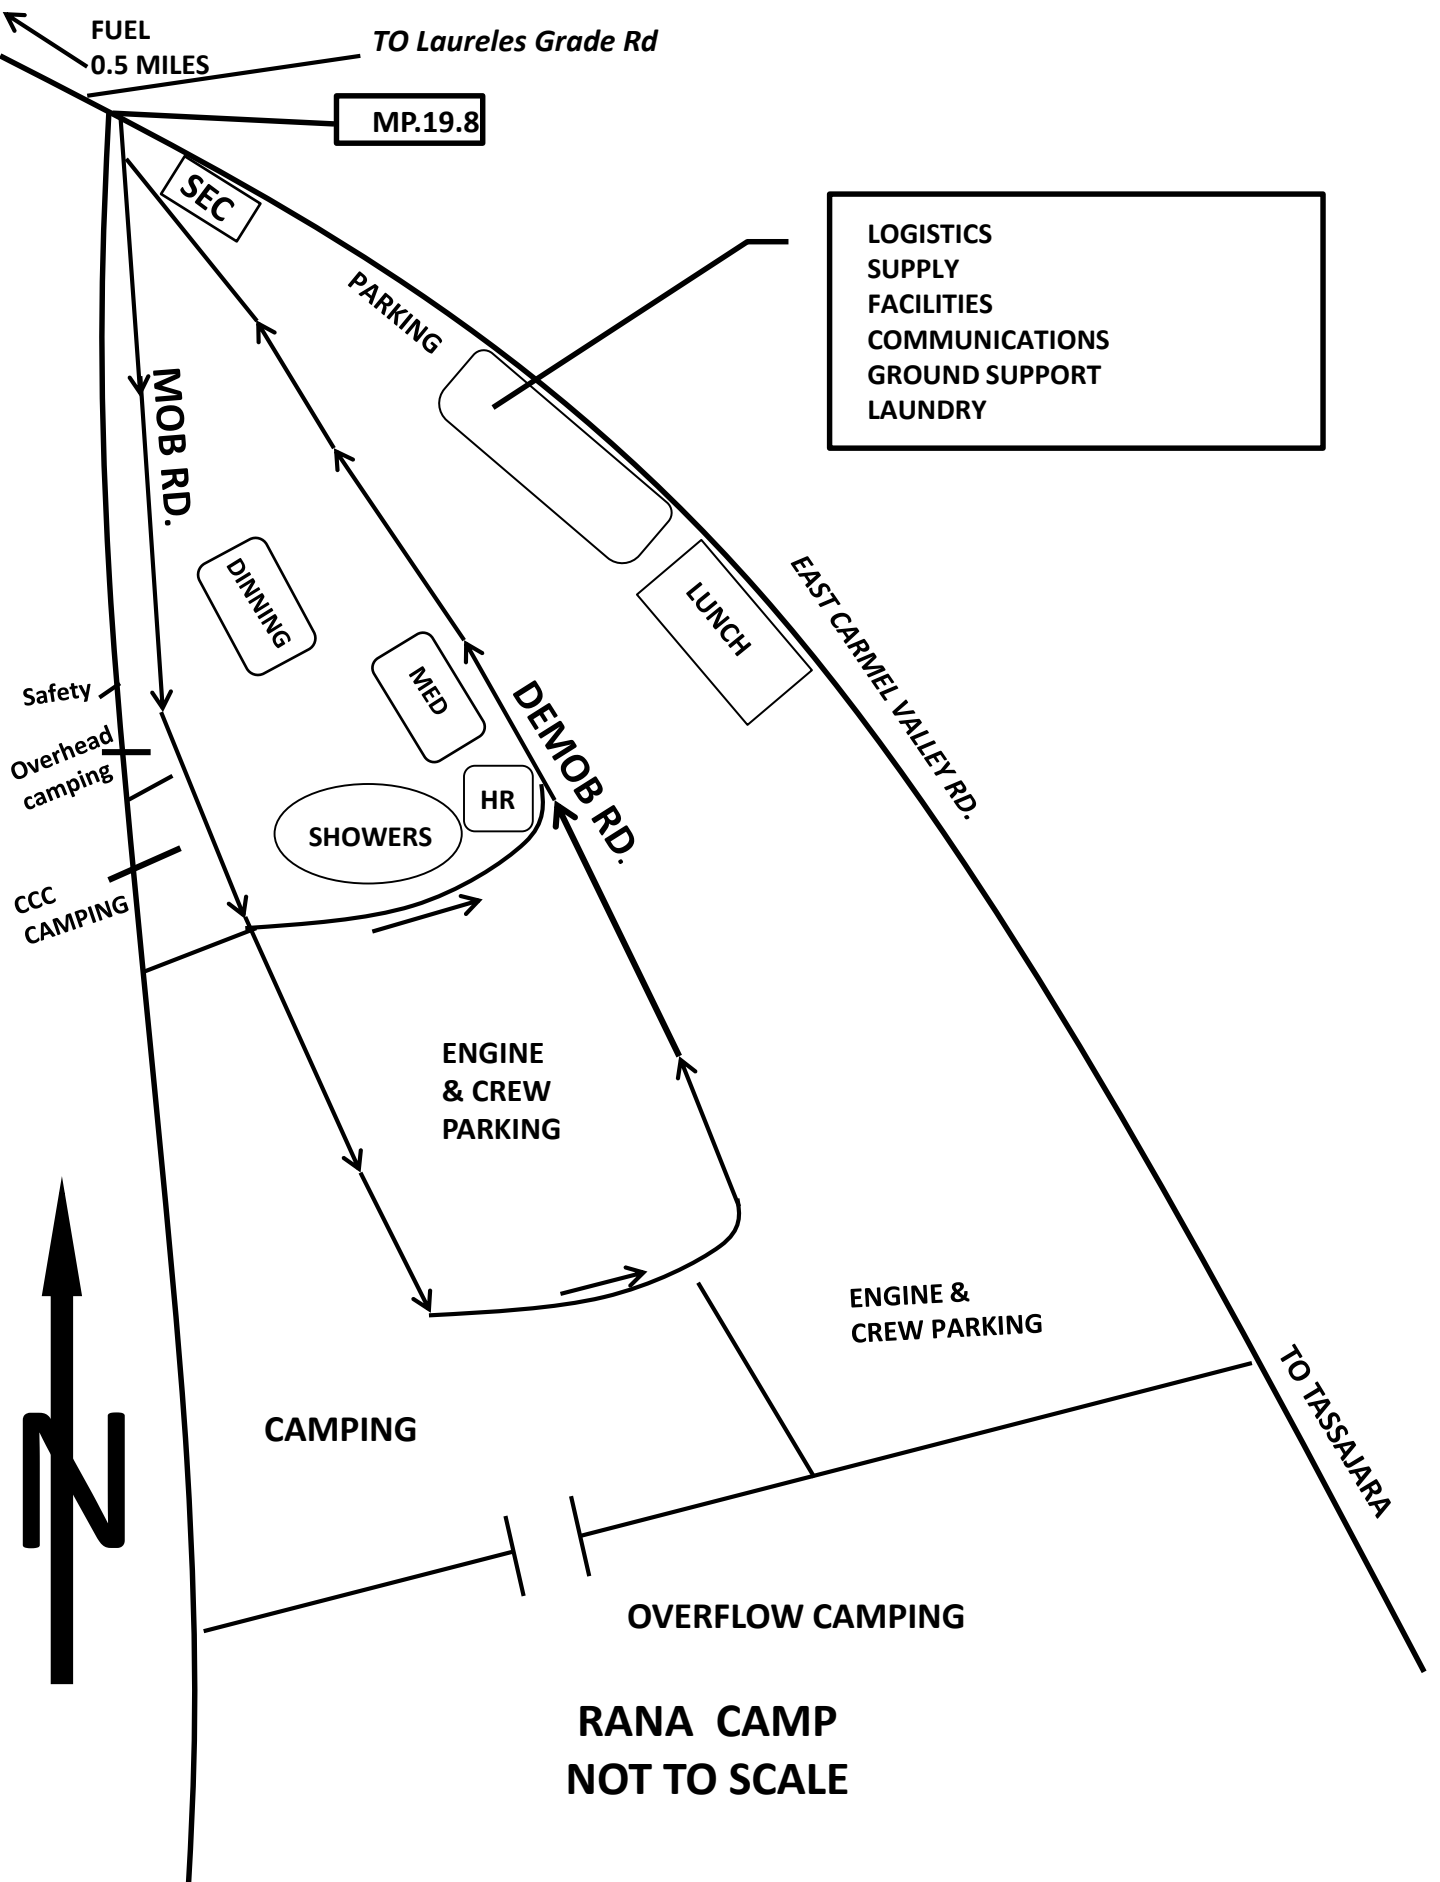 FUEL
0.5 MILES
TO Laureles Grade Rd
MP.19.8
SEC
PARKING
LOGISTICS
SUPPLY
FACILITIES
COMMUNICATIONS
GROUND SUPPORT
LAUNDRY
MOB RD.
DINNING
LUNCH
EAST CARMEL VALLEY RD.
MED
DEMOB RD.
Safety
Overhead
camping
HR
SHOWERS
CCC
CAMPING
ENGINE
& CREW
PARKING
ENGINE &
CREW PARKING
TO TASSAJARA
CAMPING
N
OVERFLOW CAMPING
RANA CAMP
NOT TO SCALE